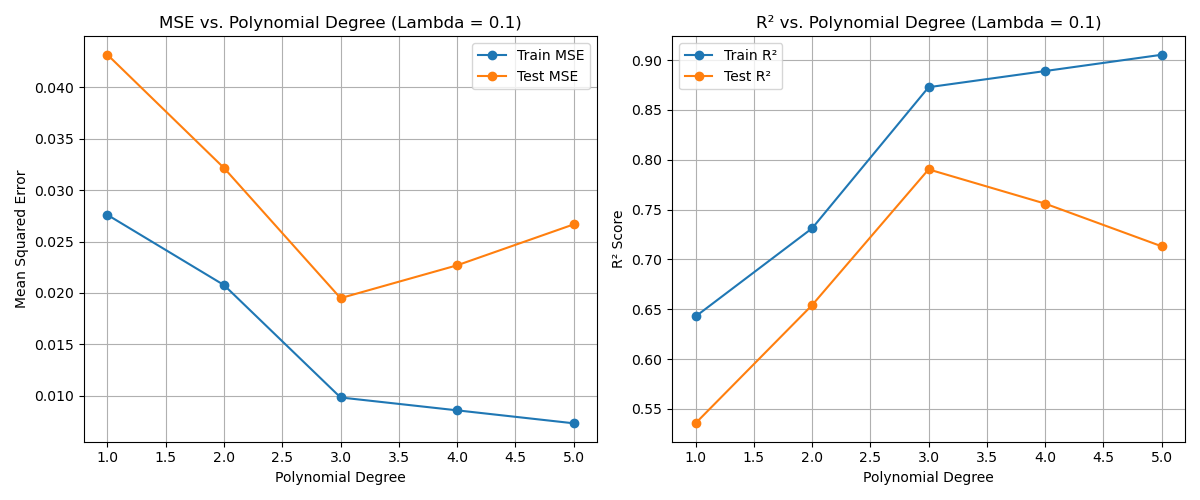 MSE vs. Polynomial Degree (Lambda = 0.1)
Mean Squared Error
0.040
0.035
0.030
0.025
0.020
0.015
0.010
Train MSE
Test MSE
1.0 1.5 2.0 2.5 3.0 3.5 4.0 4.5 5.0
Polynomial Degree
R² vs. Polynomial Degree (Lambda = 0.1)
R² Score
0.90
0.85
0.80
0.75
0.70
0.65
0.60
0.55
Train R²
Test R²
1.0 1.5 2.0 2.5 3.0 3.5 4.0 4.5 5.0
Polynomial Degree